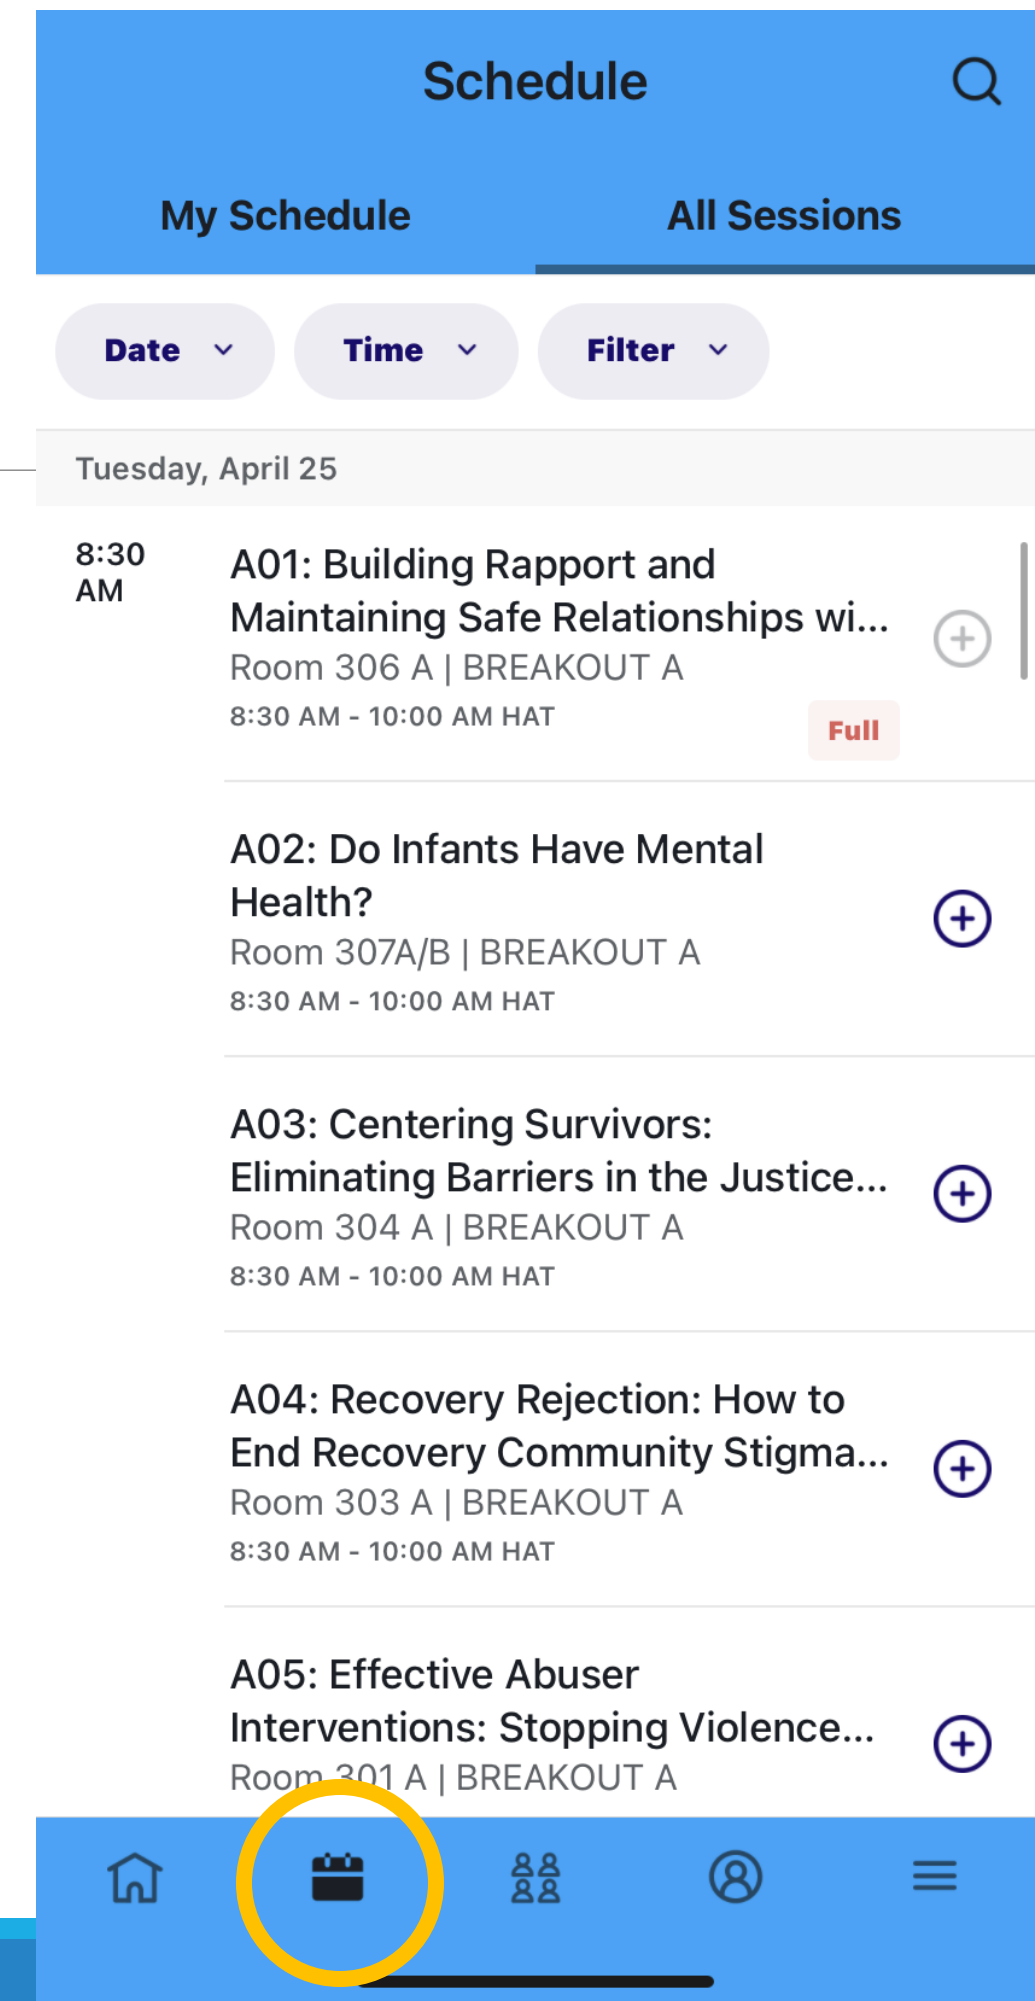 Schedule
My Schedule
All Sessions
Date
Time
Filter
Tuesday, April 25
8:30
AM
A01: Building Rapport and
Maintaining Safe Relationships wi...
Room 306 A | BREAKOUT A
8:30 AM - 10:00 AM HAT
Full
A02: Do Infants Have Mental
Health?
Room 307A/B | BREAKOUT A
8:30 AM - 10:00 AM HAT
A03: Centering Survivors:
Eliminating Barriers in the Justice...
Room 304 A | BREAKOUT A
8:30 AM - 10:00 AM HAT
A04: Recovery Rejection: How to
End Recovery Community Stigma...
Room 303 A | BREAKOUT A
8:30 AM - 10:00 AM HAT
A05: Effective Abuser
Interventions: Stopping Violence...
Room 301 A | BREAKOUT A